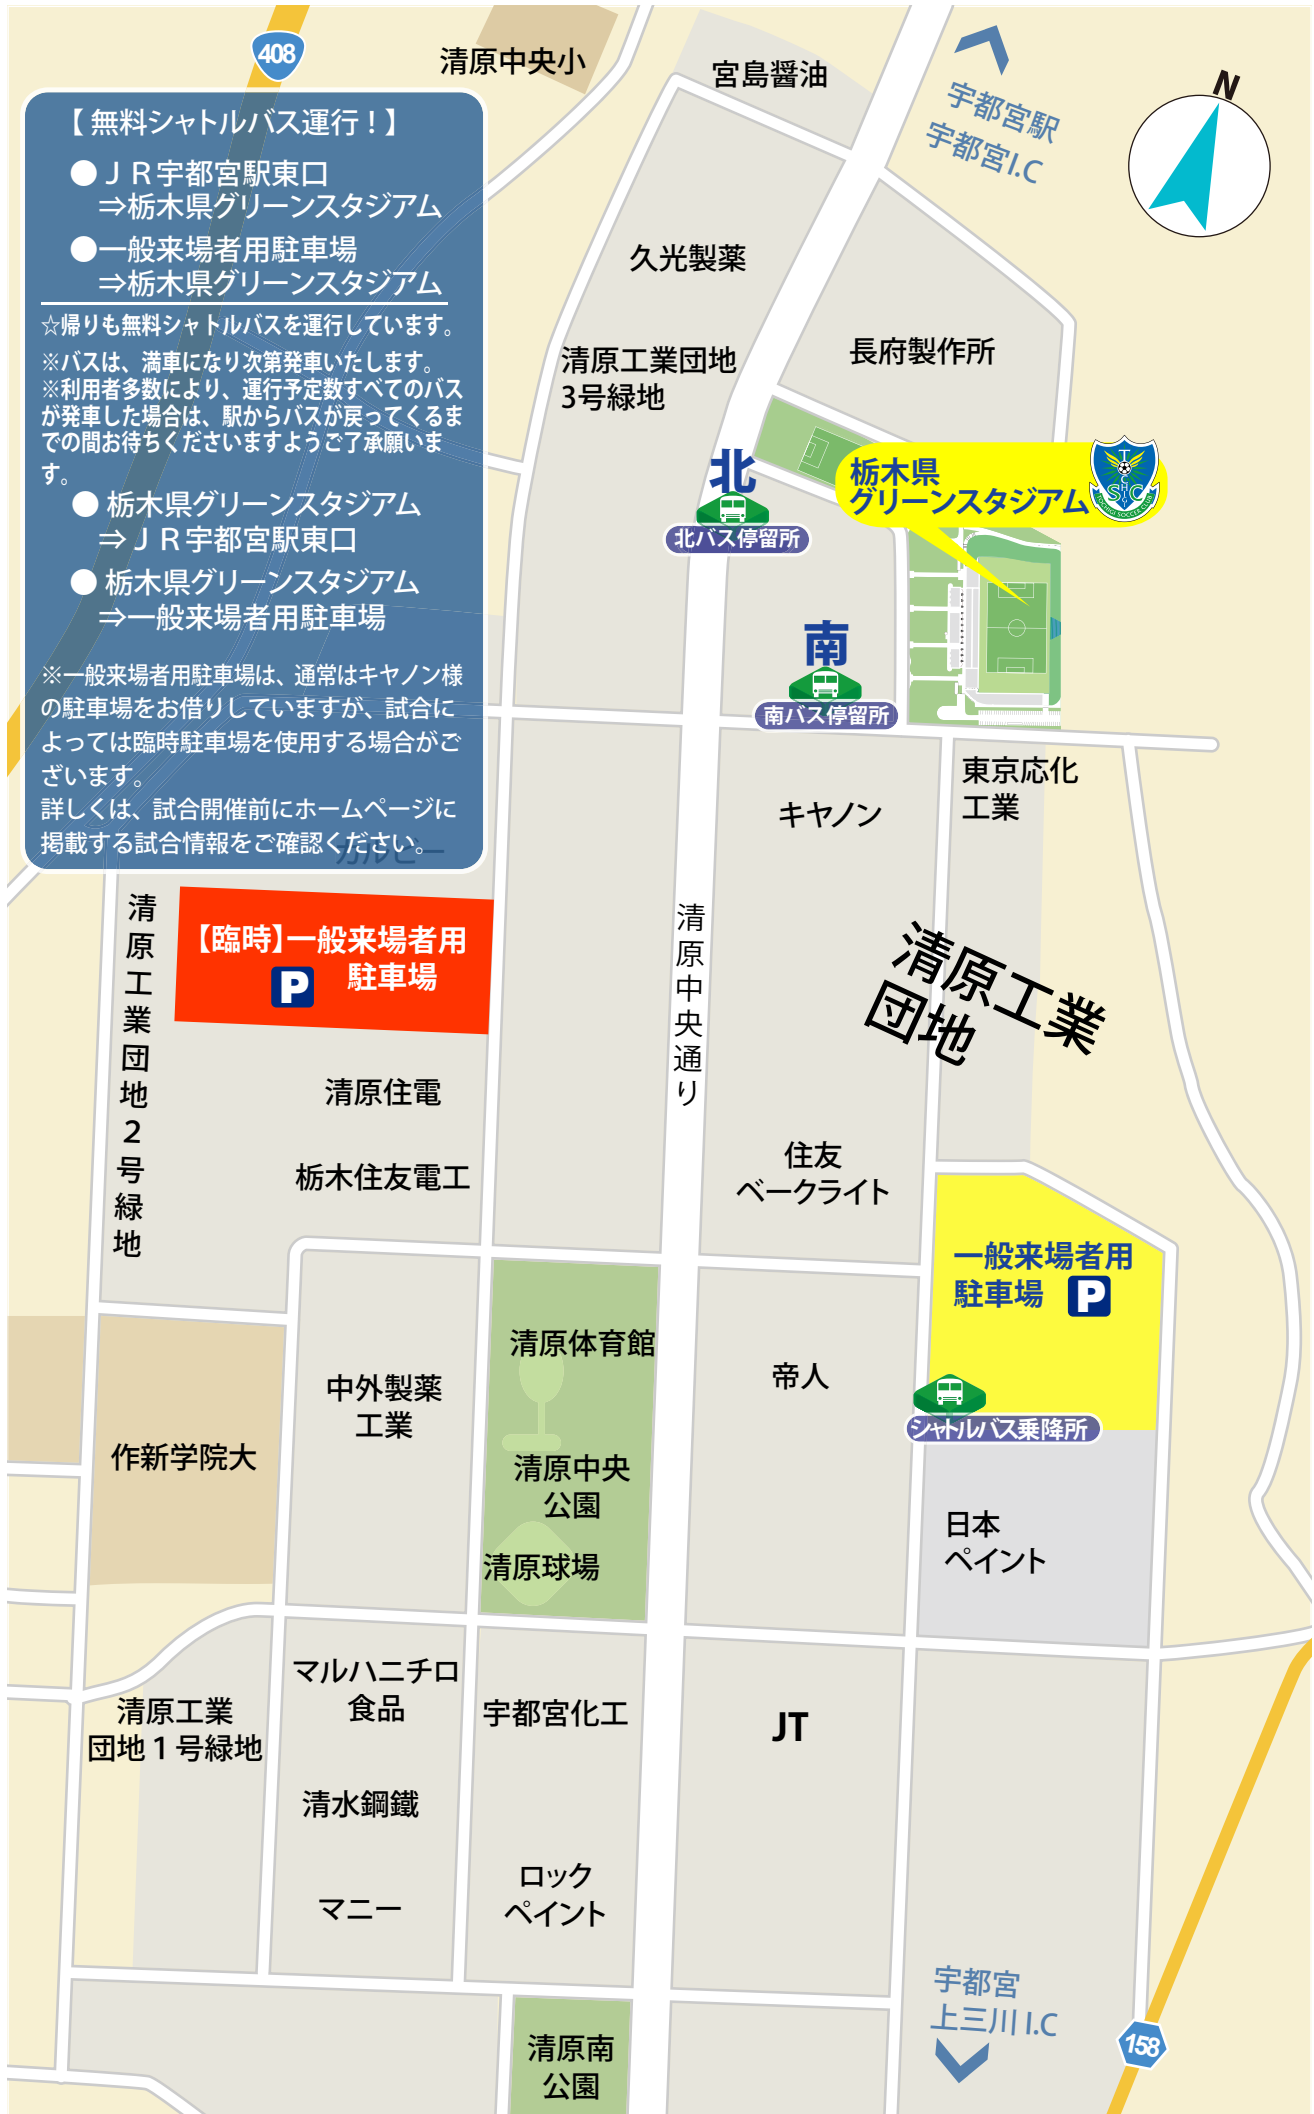 408
清原中央小
宮島醤油
宇都宮駅
宇都宮I.C
N
【 無料シャトルバス運行！】
●ＪＲ宇都宮駅東口
⇒栃木県グリーンスタジアム
●一般来場者用駐車場
⇒栃木県グリーンスタジアム
☆帰りも無料シャトルバスを運行しています。
※バスは、満車になり次第発車いたします。
※利用者多数により、運行予定数すべてのバス
が発車した場合は、駅からバスが戻ってくるま
での間お待ちくださいますようご了承願いま
す。
● 栃木県グリーンスタジアム
⇒ＪＲ宇都宮駅東口
● 栃木県グリーンスタジアム
⇒一般来場者用駐車場
※一般来場者用駐車場は、通常はキヤノン様
の駐車場をお借りしていますが、試合に
よっては臨時駐車場を使用する場合がご
ざいます。
詳しくは、試合開催前にホームページに
掲載する試合情報をご確認ください。
カルビー
久光製薬
清原工業団地
3号緑地
長府製作所
栃木県
グリーンスタジアム
TOCHIGI
SC
TOCHIGI SOCCER CLUB
北
北バス停留所
南
南バス停留所
東京応化
工業
キヤノン
清原工業団地２号緑地
【臨時】一般来場者用
P 駐車場
清原中央通り
清原工業
団地
清原住電
栃木住友電工
住友
ベークライト
一般来場者用
駐車場 P
清原体育館
帝人
中外製薬
工業
シャトルバス乗降所
作新学院大
清原中央
公園
日本
ペイント
清原球場
マルハニチロ
食品
清原工業
団地１号緑地
宇都宮化工
JT
清水鋼鐵
ロック
ペイント
マニー
宇都宮
上三川 I.C
158
清原南
公園